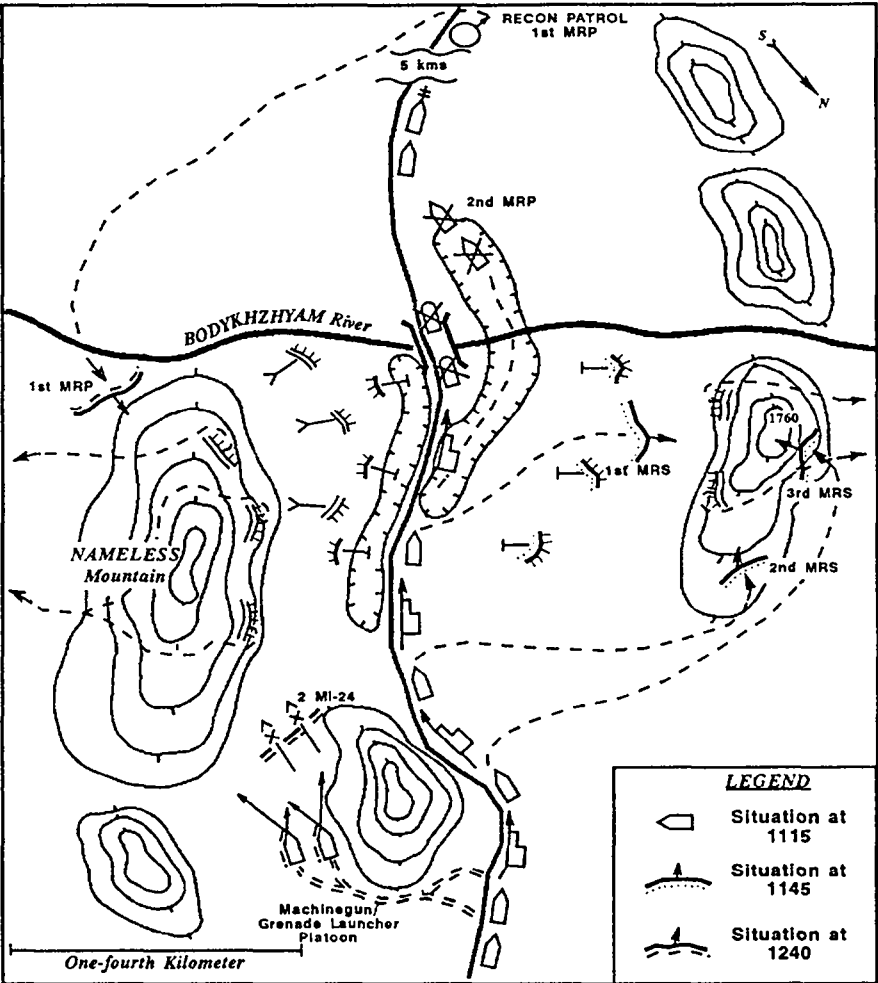 RECON PATROL
1st MRP
5 kms
S
N
2nd MRP
BODYKHZHYAM River
1st MRP
1760
1st MRS
3rd MRS
2nd MRS
NAMELESS
Mountain
2 MI-24
Machinegun/
Grenade Launcher
Platoon
One-fourth Kilometer
LEGEND
Situation at
1115
Situation at
1145
Situation at
1240